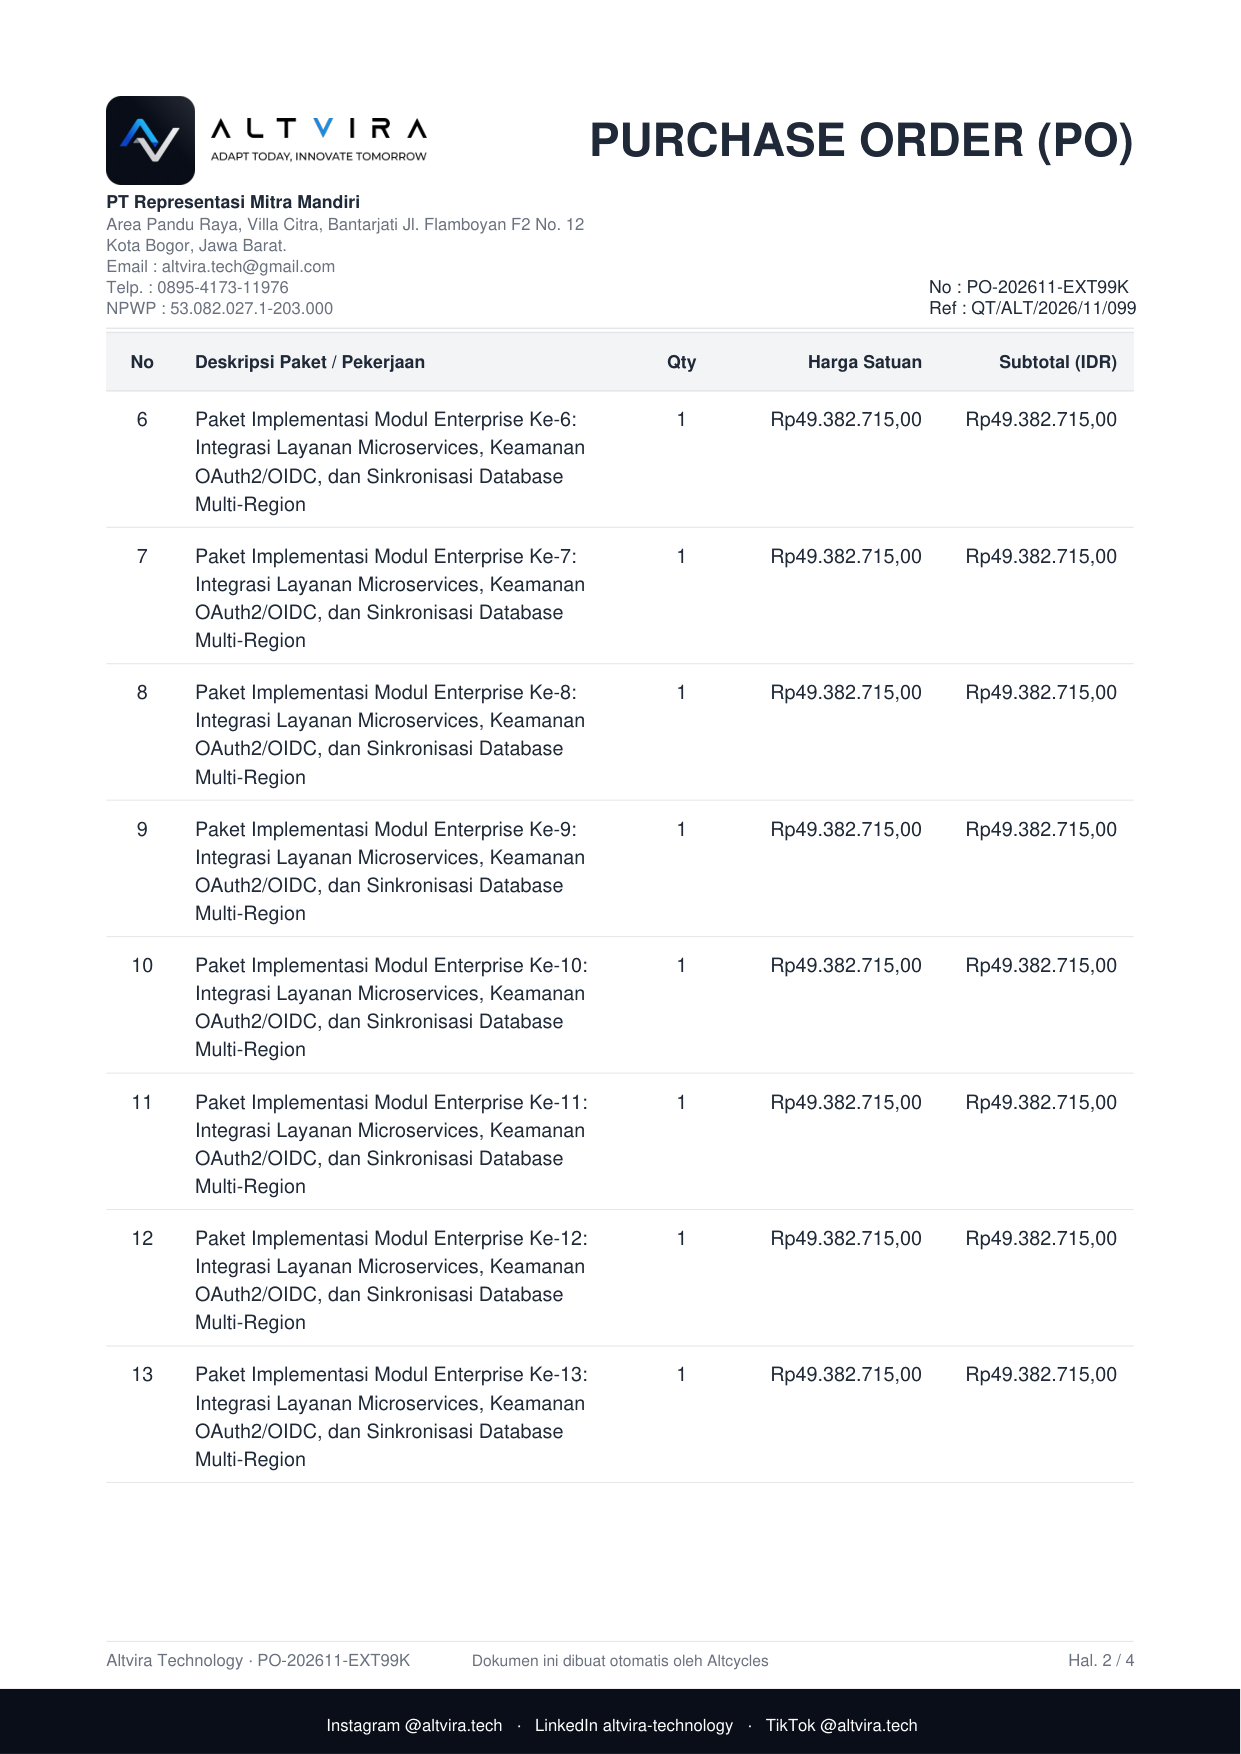 ALTVIRA
ADAPT TODAY, INNOVATE TOMORROW
PURCHASE ORDER (PO)
PT Representasi Mitra Mandiri
Area Pandu Raya, Villa Citra, Bantarjati Jl. Flamboyan F2 No. 12
Kota Bogor, Jawa Barat.
Email : altvira.tech@gmail.com
Telp. : 0895-4173-11976
NPWP : 53.082.027.1-203.000
No : PO-202611-EXT99K
Ref : QT/ALT/2026/11/099
No Deskripsi Paket / Pekerjaan Qty Harga Satuan Subtotal (IDR)
6 Paket Implementasi Modul Enterprise Ke-6: 1 Rp49.382.715,00 Rp49.382.715,00
Integrasi Layanan Microservices, Keamanan
OAuth2/OIDC, dan Sinkronisasi Database
Multi-Region
7 Paket Implementasi Modul Enterprise Ke-7: 1 Rp49.382.715,00 Rp49.382.715,00
Integrasi Layanan Microservices, Keamanan
OAuth2/OIDC, dan Sinkronisasi Database
Multi-Region
8 Paket Implementasi Modul Enterprise Ke-8: 1 Rp49.382.715,00 Rp49.382.715,00
Integrasi Layanan Microservices, Keamanan
OAuth2/OIDC, dan Sinkronisasi Database
Multi-Region
9 Paket Implementasi Modul Enterprise Ke-9: 1 Rp49.382.715,00 Rp49.382.715,00
Integrasi Layanan Microservices, Keamanan
OAuth2/OIDC, dan Sinkronisasi Database
Multi-Region
10 Paket Implementasi Modul Enterprise Ke-10: 1 Rp49.382.715,00 Rp49.382.715,00
Integrasi Layanan Microservices, Keamanan
OAuth2/OIDC, dan Sinkronisasi Database
Multi-Region
11 Paket Implementasi Modul Enterprise Ke-11: 1 Rp49.382.715,00 Rp49.382.715,00
Integrasi Layanan Microservices, Keamanan
OAuth2/OIDC, dan Sinkronisasi Database
Multi-Region
12 Paket Implementasi Modul Enterprise Ke-12: 1 Rp49.382.715,00 Rp49.382.715,00
Integrasi Layanan Microservices, Keamanan
OAuth2/OIDC, dan Sinkronisasi Database
Multi-Region
13 Paket Implementasi Modul Enterprise Ke-13: 1 Rp49.382.715,00 Rp49.382.715,00
Integrasi Layanan Microservices, Keamanan
OAuth2/OIDC, dan Sinkronisasi Database
Multi-Region
Altvira Technology · PO-202611-EXT99K Dokumen ini dibuat otomatis oleh Altcycles Hal. 2 / 4
Instagram @altvira.tech · LinkedIn altvira-technology · TikTok @altvira.tech